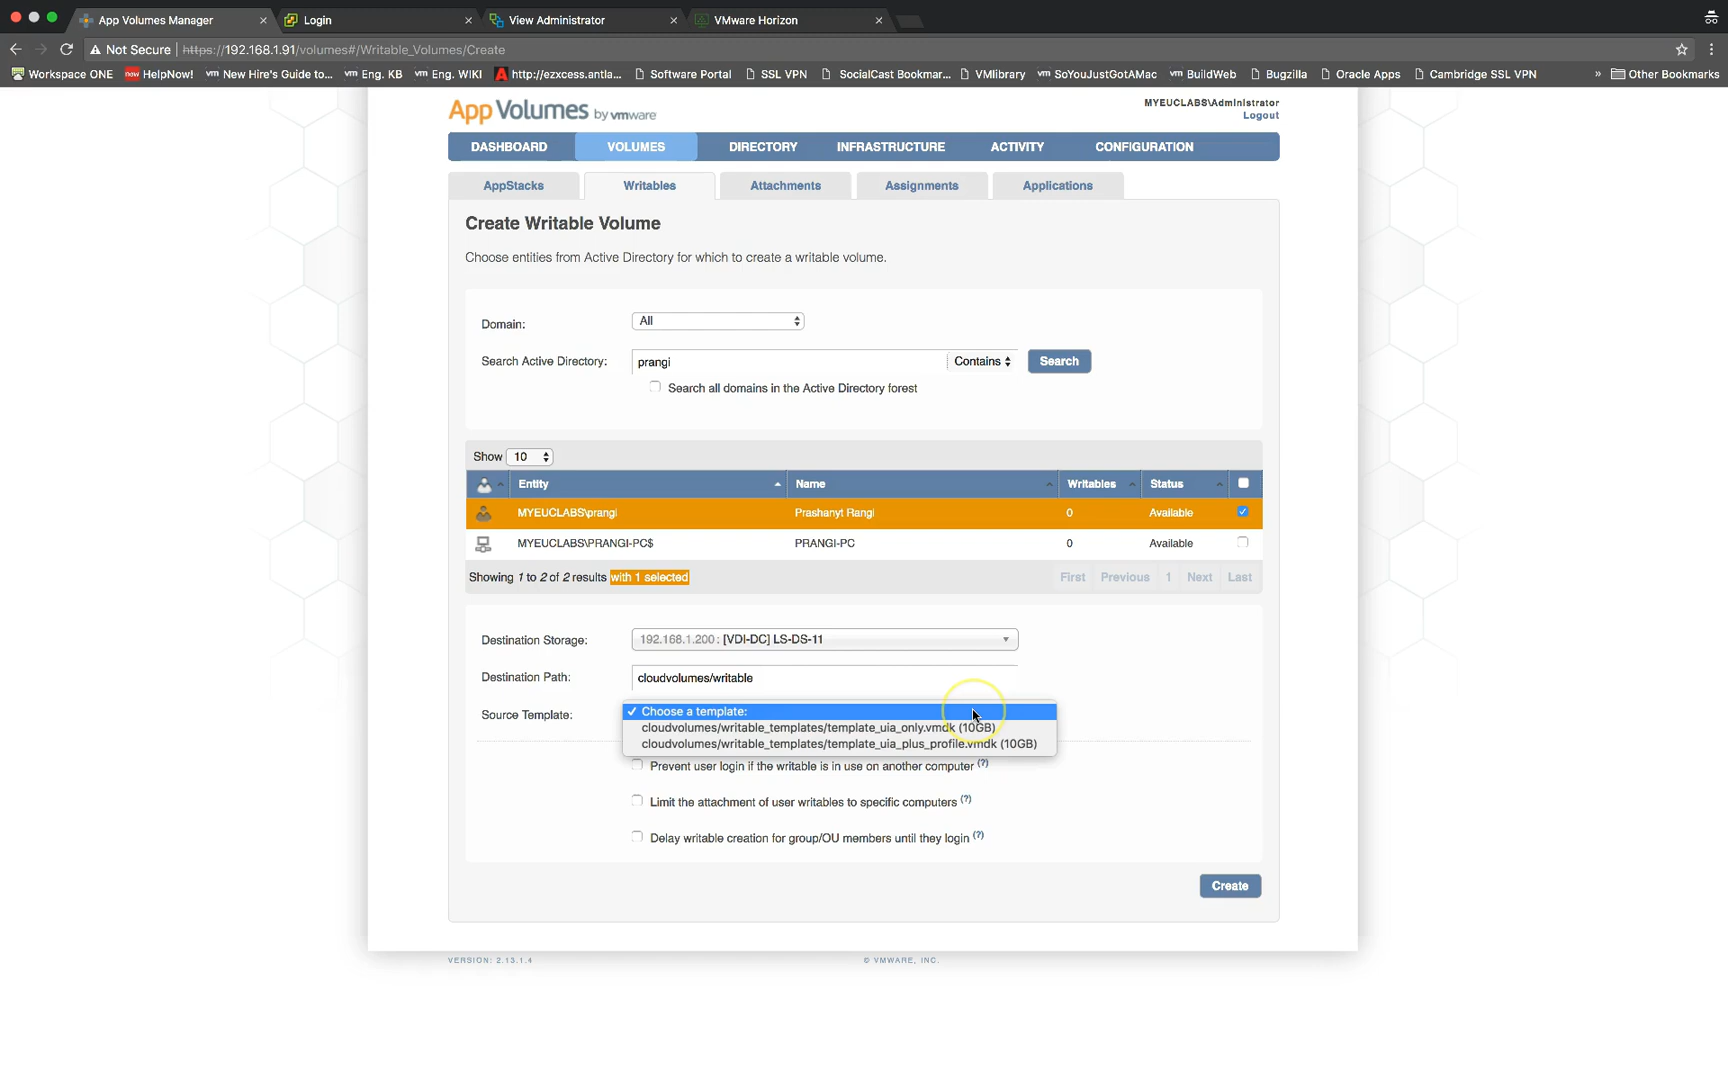 App Volumes Manager
Login
View Administrator
VMware Horizon
Not Secure | https://192.168.1.91/volumes#/Writable_Volumes/Create
Workspace ONE HelpNow! New Hire's Guide to... Eng. KB Eng. WIKI http://ezxcess.antla... Software Portal SSL VPN SocialCast Bookmar... VMlibrary SoYouJustGotAMac BuildWeb Bugzilla Oracle Apps Cambridge SSL VPN » Other Bookmarks
App Volumes by vmware
MYEUCLABS\Administrator
Logout
DASHBOARD VOLUMES DIRECTORY INFRASTRUCTURE ACTIVITY CONFIGURATION
AppStacks Writables Attachments Assignments Applications
Create Writable Volume
Choose entities from Active Directory for which to create a writable volume.
Domain: All
Search Active Directory: prangi Contains Search
Search all domains in the Active Directory forest
Show 10
Entity Name Writables Status
MYEUCLABS\prangi Prashanyt Rangi 0 Available
MYEUCLABS\PRANGI-PC$ PRANGI-PC 0 Available
Showing 1 to 2 of 2 results with 1 selected First Previous 1 Next Last
Destination Storage: 192.168.1.200 : [VDI-DC] LS-DS-11
Destination Path: cloudvolumes/writable
Source Template: ✓ Choose a template:
cloudvolumes/writable_templates/template_uia_only.vmdk (10GB)
cloudvolumes/writable_templates/template_uia_plus_profile.vmdk (10GB)
Prevent user login if the writable is in use on another computer (?)
Limit the attachment of user writables to specific computers (?)
Delay writable creation for group/OU members until they login (?)
Create
VERSION: 2.13.1.4
© VMWARE, INC.